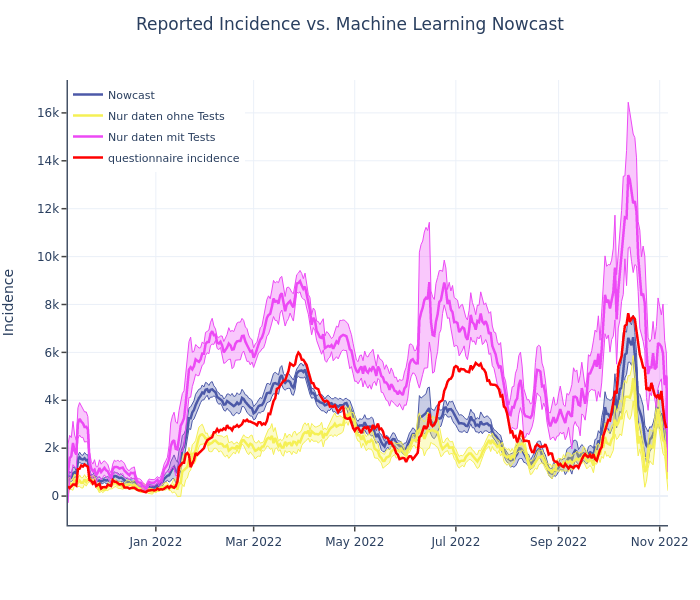 Reported Incidence vs. Machine Learning Nowcast
Nowcast
Nur daten ohne Tests
Nur daten mit Tests
questionnaire incidence
16k
14k
12k
10k
8k
6k
4k
2k
0
Incidence
Jan 2022
Mar 2022
May 2022
Jul 2022
Sep 2022
Nov 2022